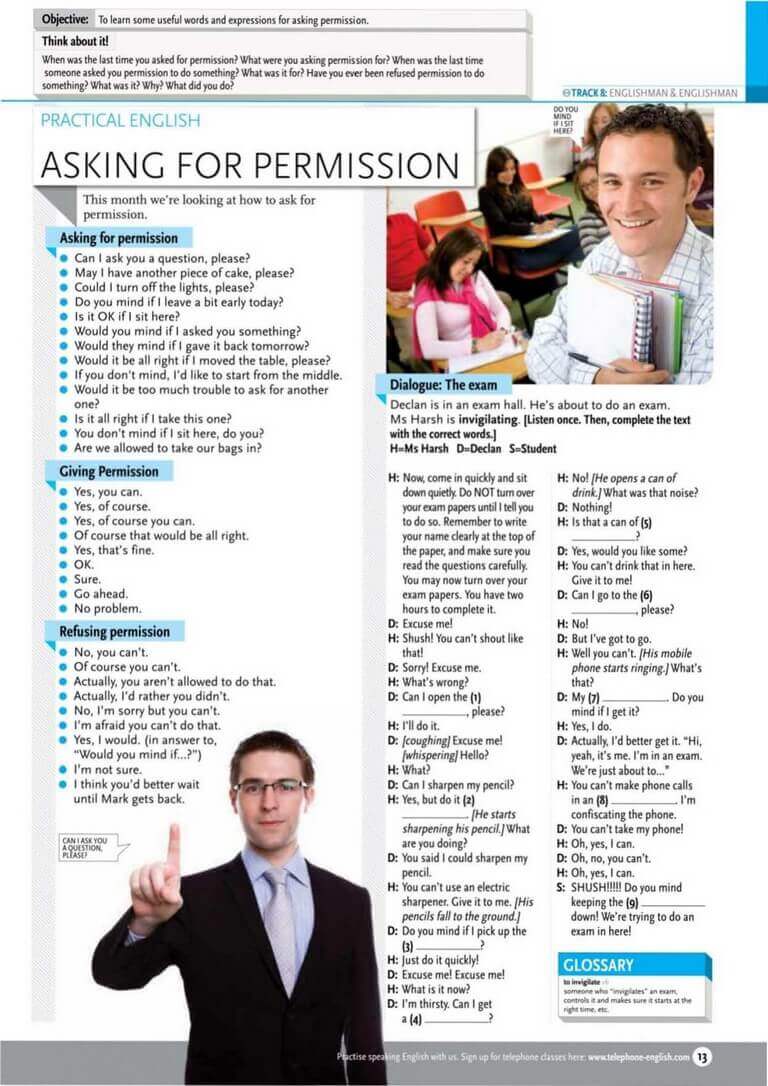 Objective: To learn some useful words and expressions for asking permission.
Think about it!
When was the last time you asked for permission? What were you asking permission for? When was the last time
someone asked you permission to do something? What was it for? Have you ever been refused permission to do
something? What was it? Why? What did you do?
TRACK 8: ENGLISHMAN & ENGLISHMAN
PRACTICAL ENGLISH
ASKING FOR PERMISSION
DO YOU
MIND
IF I SIT
HERE?
This month we're looking at how to ask for
permission.
Asking for permission
Can I ask you a question, please?
May I have another piece of cake, please?
Could I turn off the lights, please?
Do you mind if I leave a bit early today?
Is it OK if I sit here?
Would you mind if I asked you something?
Would they mind if I gave it back tomorrow?
Would it be all right if I moved the table, please?
If you don't mind, I'd like to start from the middle.
Would it be too much trouble to ask for another
one?
Is it all right if I take this one?
You don't mind if I sit here, do you?
Are we allowed to take our bags in?
Giving Permission
Yes, you can.
Yes, of course.
Yes, of course you can.
Of course that would be all right.
Yes, that's fine.
OK.
Sure.
Go ahead.
No problem.
Refusing permission
No, you can't.
Of course you can't.
Actually, you aren't allowed to do that.
Actually, I'd rather you didn't.
No, I'm sorry but you can't.
I'm afraid you can't do that.
Yes, I would. (in answer to,
"Would you mind if...?")
I'm not sure.
I think you'd better wait
until Mark gets back.
CAN I ASK YOU
A QUESTION,
PLEASE?
Dialogue: The exam
Declan is in an exam hall. He's about to do an exam.
Ms Harsh is invigilating. [Listen once. Then, complete the text
with the correct words.]
H=Ms Harsh D=Declan S=Student
H: Now, come in quickly and sit
down quietly. Do NOT turn over
your exam papers until I tell you
to do so. Remember to write
your name clearly at the top of
the paper, and make sure you
read the questions carefully.
You may now turn over your
exam papers. You have two
hours to complete it.
D: Excuse me!
H: Shush! You can't shout like
that!
D: Sorry! Excuse me.
H: What's wrong?
D: Can I open the (1)
____________, please?
H: I'll do it.
D: [coughing] Excuse me!
[whispering] Hello?
H: What?
D: Can I sharpen my pencil?
H: Yes, but do it (2)
____________. [He starts
sharpening his pencil.] What
are you doing?
D: You said I could sharpen my
pencil.
H: You can't use an electric
sharpener. Give it to me. [His
pencils fall to the ground.]
D: Do you mind if I pick up the
(3) ____________?
H: Just do it quickly!
D: Excuse me! Excuse me!
H: What is it now?
D: I'm thirsty. Can I get
a (4) ____________?
H: No! [He opens a can of
drink.] What was that noise?
D: Nothing!
H: Is that a can of (5)
____________?
D: Yes, would you like some?
H: You can't drink that in here.
Give it to me!
D: Can I go to the (6)
____________, please?
H: No!
D: But I've got to go.
H: Well you can't. [His mobile
phone starts ringing.] What's
that?
D: My (7) ____________. Do you
mind if I get it?
H: Yes, I do.
D: Actually, I'd better get it. "Hi,
yeah, it's me. I'm in an exam.
We're just about to..."
H: You can't make phone calls
in an (8) ____________. I'm
confiscating the phone.
D: You can't take my phone!
H: Oh, yes, I can.
D: Oh, no, you can't.
H: Oh, yes, I can.
S: SHUSH!!!!! Do you mind
keeping the (9) ____________
down! We're trying to do an
exam in here!
GLOSSARY
to invigilate vb
someone who "invigilates" an exam,
controls it and makes sure it starts at the
right time, etc.
Practise speaking English with us. Sign up for telephone classes here: www.telephone-english.com 13